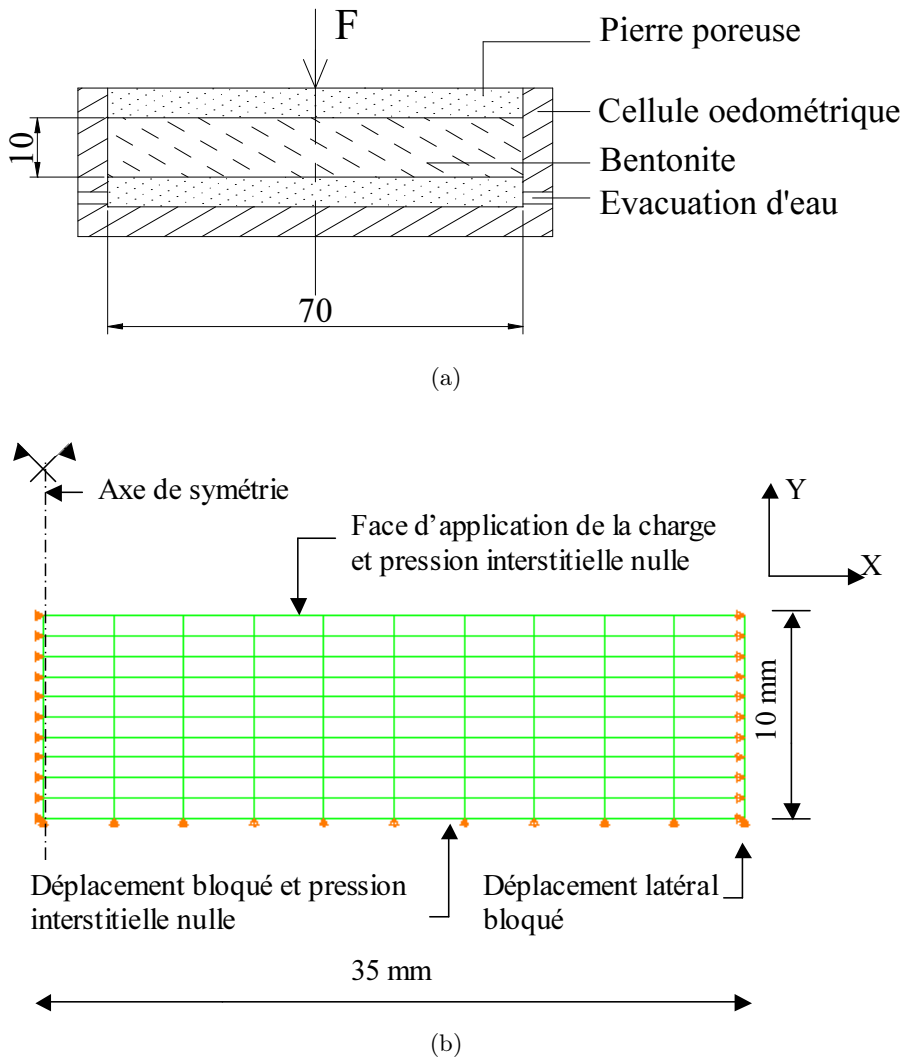 F
Pierre poreuse
Cellule oedométrique
10
Bentonite
Evacuation d'eau
70
(a)
Axe de symétrie
Y
Face d’application de la charge
et pression interstitielle nulle
X
10 mm
Déplacement bloqué et pression
interstitielle nulle
Déplacement latéral
bloqué
35 mm
(b)